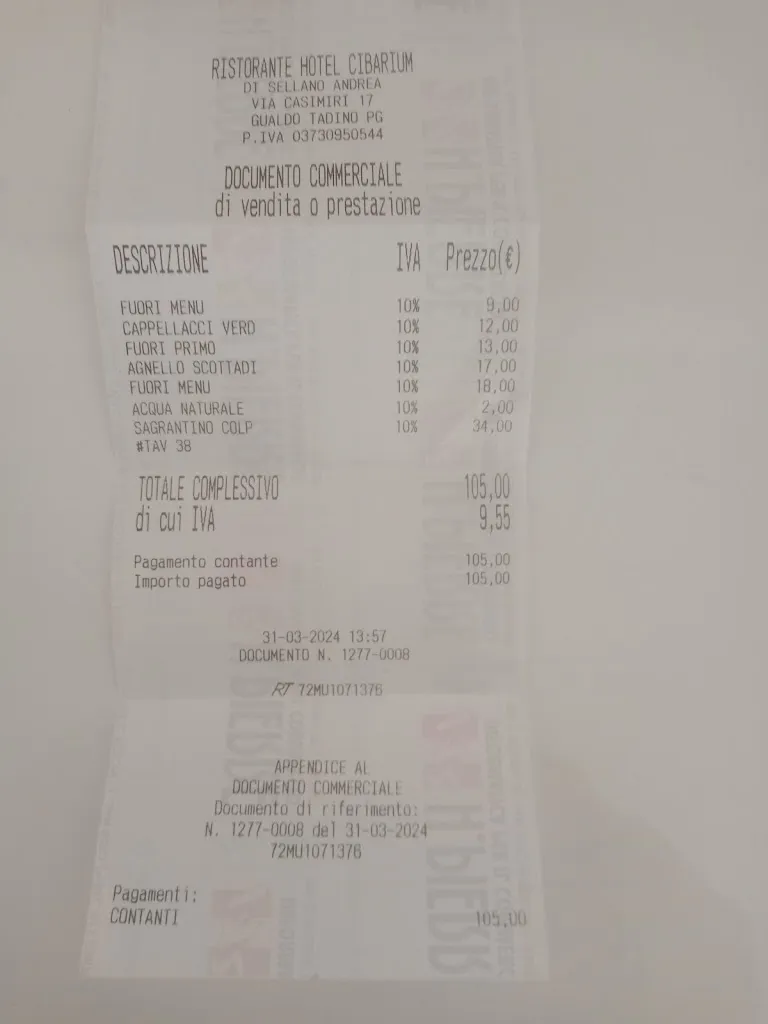 RISTORANTE HOTEL CIBARIUM
DI SELLANO ANDREA
VIA CASIMIRI 17
GUALDO TADINO PG
P.IVA 03730950544
DOCUMENTO COMMERCIALE
di vendita o prestazione
DESCRIZIONE IVA Prezzo(€)
FUORI MENU 10% 9,00
CAPPELLACCI VERD 10% 12,00
FUORI PRIMO 10% 13,00
AGNELLO SCOTTADI 10% 17,00
FUORI MENU 10% 18,00
ACQUA NATURALE 10% 2,00
SAGRANTINO COLP 10% 34,00
#TAV 38
TOTALE COMPLESSIVO 105,00
di cui IVA 9,55
Pagamento contante 105,00
Importo pagato 105,00
31-03-2024 13:57
DOCUMENTO N. 1277-0008
RT 72MU1071376
APPENDICE AL
DOCUMENTO COMMERCIALE
Documento di riferimento:
N. 1277-0008 del 31-03-2024
72MU1071376
Pagamenti:
CONTANTI 105,00